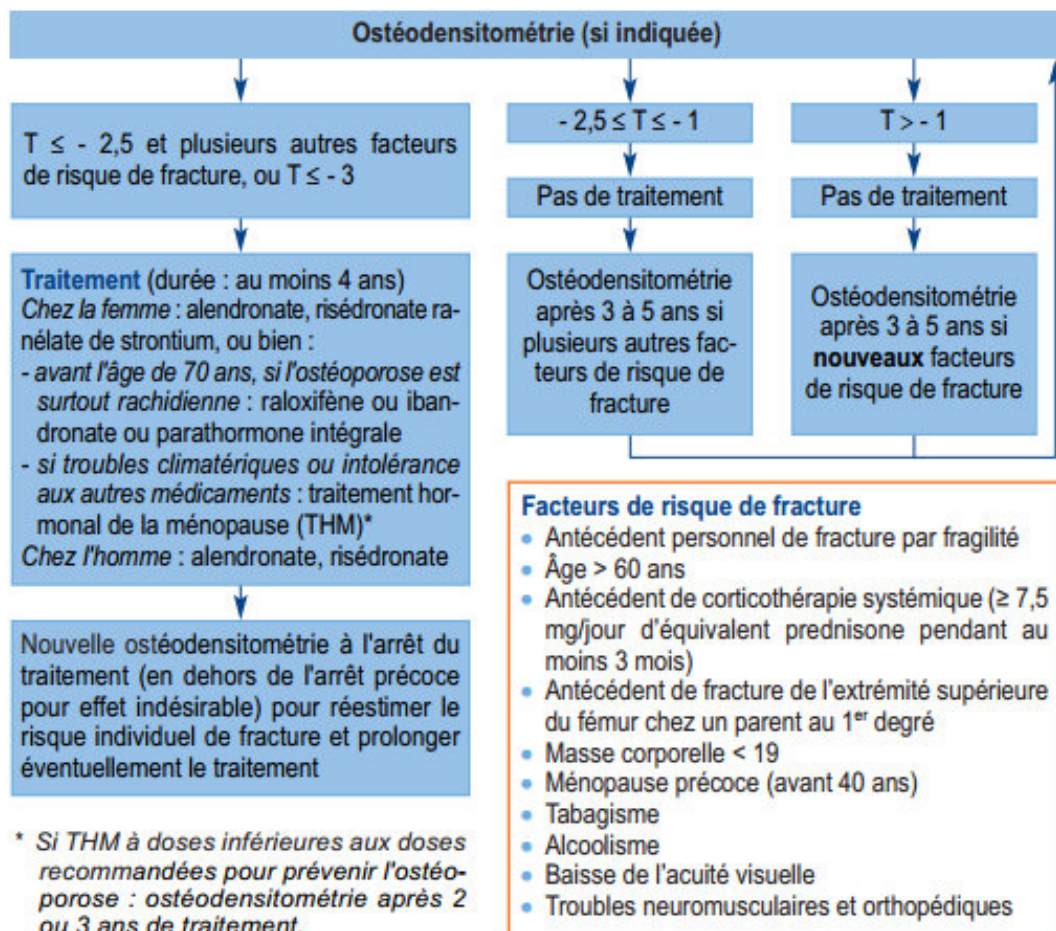 Ostéodensitométrie (si indiquée)
T ≤ - 2,5 et plusieurs autres facteurs
de risque de fracture, ou T ≤ - 3
Traitement (durée : au moins 4 ans)
Chez la femme : alendronate, risédronate ra-
nélate de strontium, ou bien :
- avant l'âge de 70 ans, si l'ostéoporose est
surtout rachidienne : raloxifène ou iban-
dronate ou parathormone intégrale
- si troubles climatériques ou intolérance
aux autres médicaments : traitement hor-
monal de la ménopause (THM)*
Chez l'homme : alendronate, risédronate
Nouvelle ostéodensitométrie à l'arrêt du
traitement (en dehors de l'arrêt précoce
pour effet indésirable) pour réestimer le
risque individuel de fracture et prolonger
éventuellement le traitement
* Si THM à doses inférieures aux doses
recommandées pour prévenir l'ostéo-
porose : ostéodensitométrie après 2
ou 3 ans de traitement.
- 2,5 ≤ T ≤ - 1
Pas de traitement
Ostéodensitométrie
après 3 à 5 ans si
plusieurs autres fac-
teurs de risque de
fracture
T > - 1
Pas de traitement
Ostéodensitométrie
après 3 à 5 ans si
nouveaux facteurs
de risque de fracture
Facteurs de risque de fracture
• Antécédent personnel de fracture par fragilité
• Âge > 60 ans
• Antécédent de corticothérapie systémique (≥ 7,5
mg/jour d'équivalent prednisone pendant au
moins 3 mois)
• Antécédent de fracture de l'extrémité supérieure
du fémur chez un parent au 1er degré
• Masse corporelle < 19
• Ménopause précoce (avant 40 ans)
• Tabagisme
• Alcoolisme
• Baisse de l'acuité visuelle
• Troubles neuromusculaires et orthopédiques